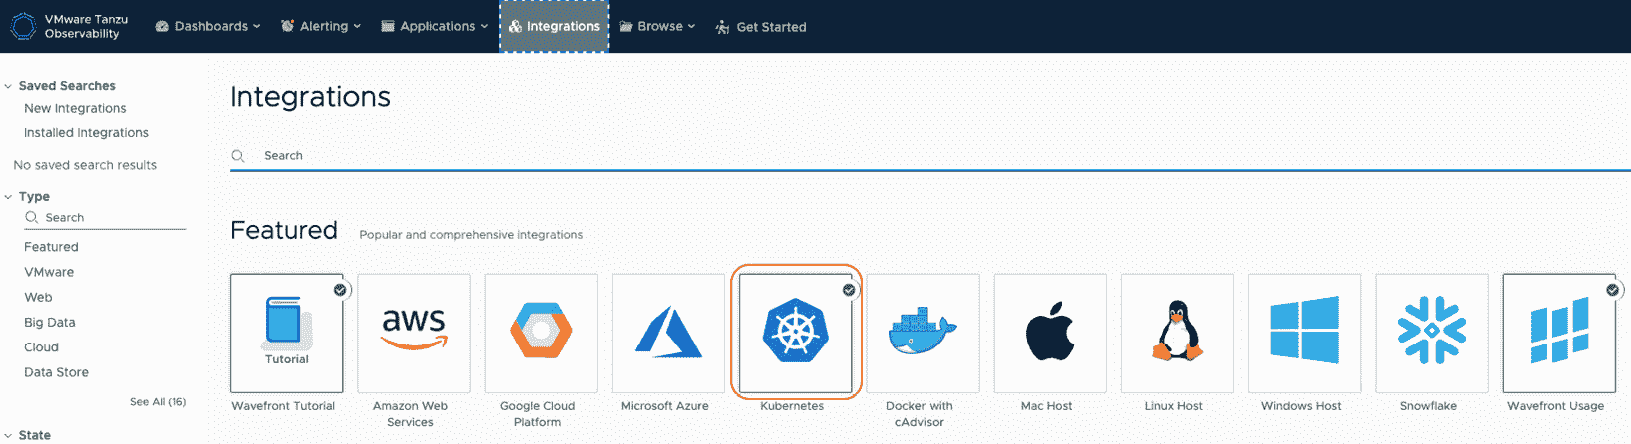 VMware Tanzu
Observability
Dashboards
Alerting
Applications
Integrations
Browse
Get Started
Saved Searches
New Integrations
Installed Integrations
No saved search results
Type
Search
Featured
VMware
Web
Big Data
Cloud
Data Store
See All (16)
State
Integrations
Search
Featured Popular and comprehensive integrations
Tutorial
Wavefront Tutorial
aws
Amazon Web
Services
Google Cloud
Platform
Microsoft Azure
Kubernetes
Docker with
cAdvisor
Mac Host
Linux Host
Windows Host
Snowflake
Wavefront Usage